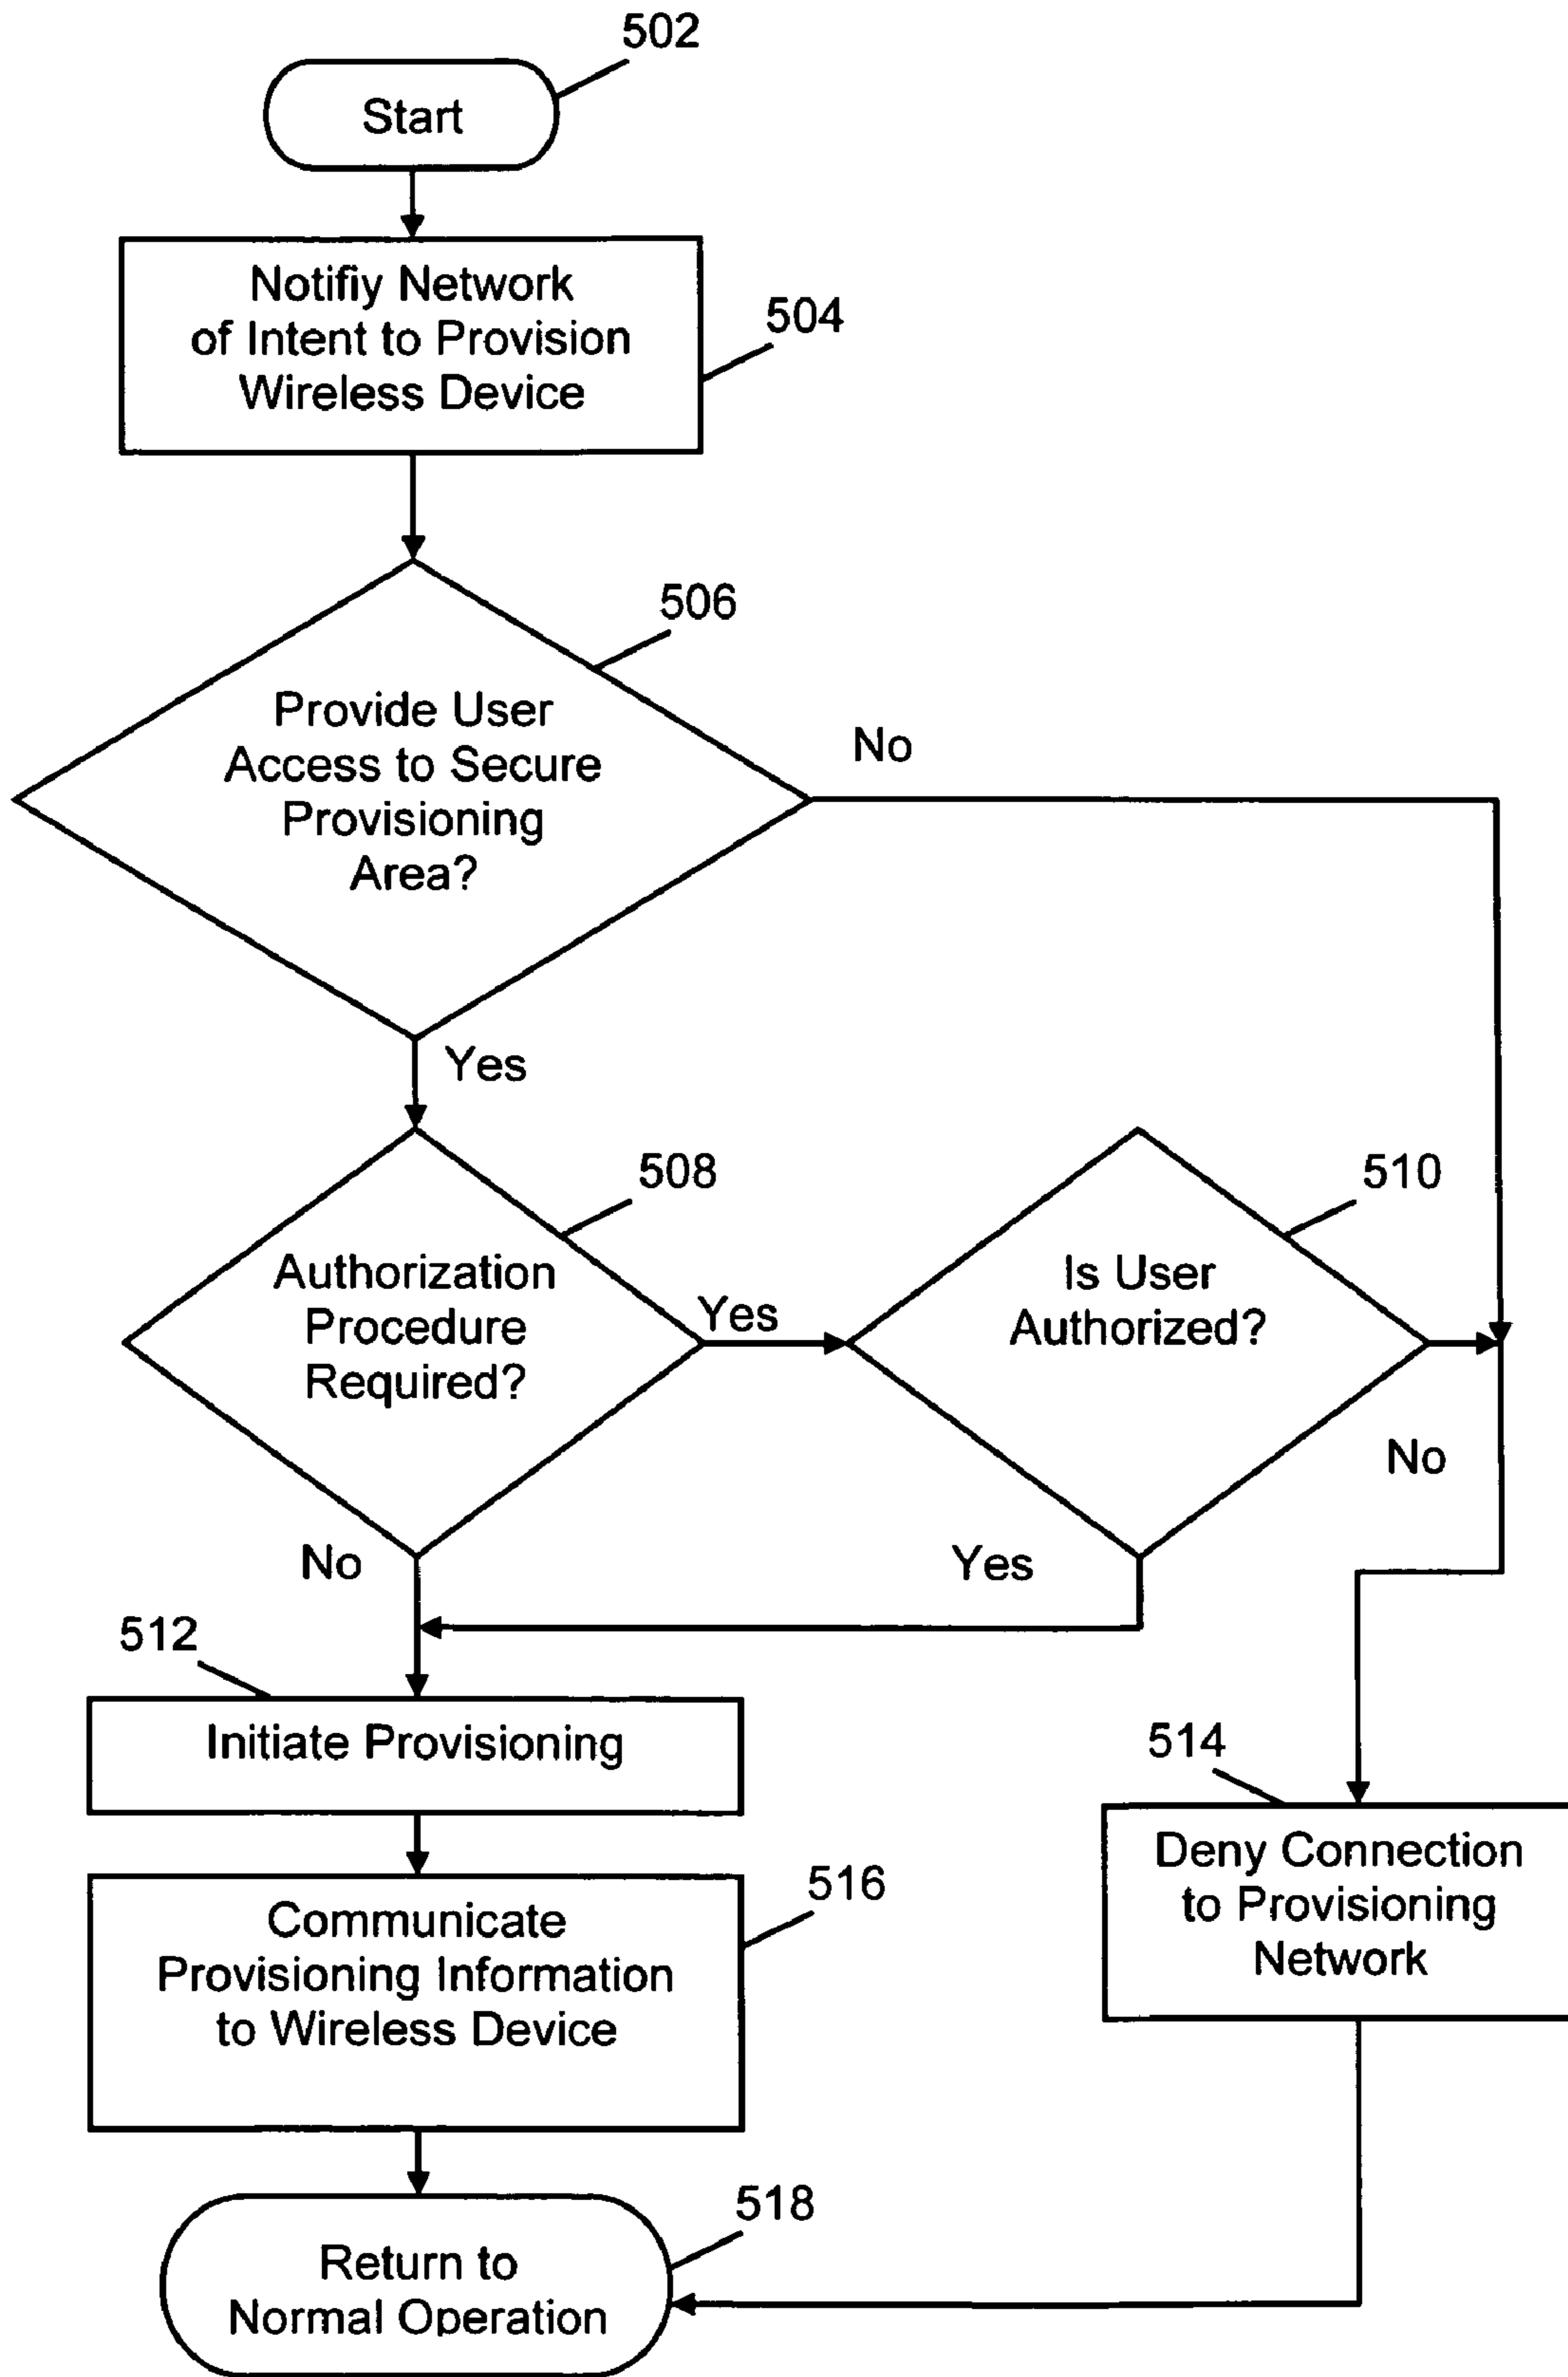 502
Start
Notifiy Network
of Intent to Provision
Wireless Device
504
506
Provide User
Access to Secure
Provisioning
Area?
No
Yes
508
510
Authorization
Procedure
Required?
Yes
Is User
Authorized?
No
No
Yes
512
Initiate Provisioning
514
Deny Connection
to Provisioning
Network
516
Communicate
Provisioning Information
to Wireless Device
518
Return to
Normal Operation